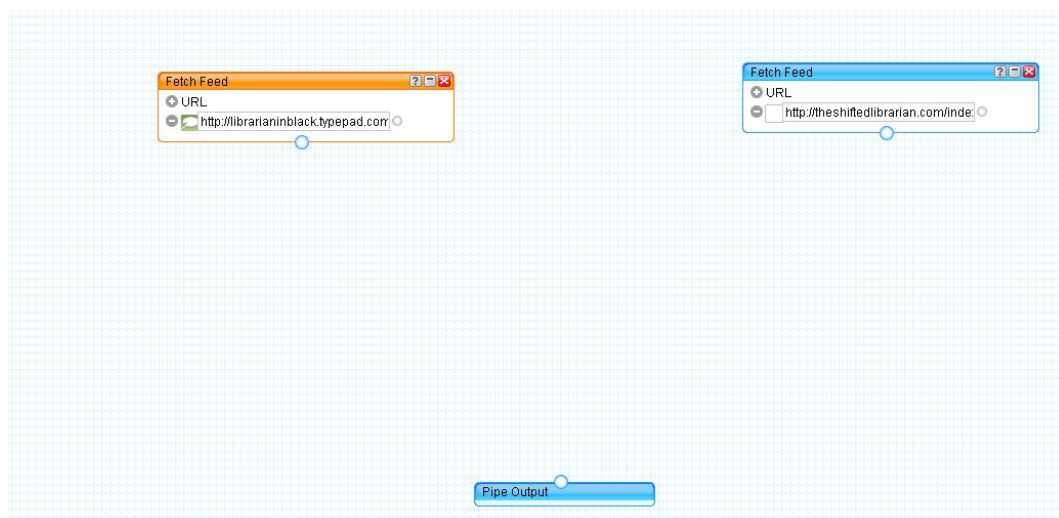 Fetch Feed
URL
http://librarianinblack.typepad.com
Fetch Feed
URL
http://theshiftedlibrarian.com/inde
Pipe Output